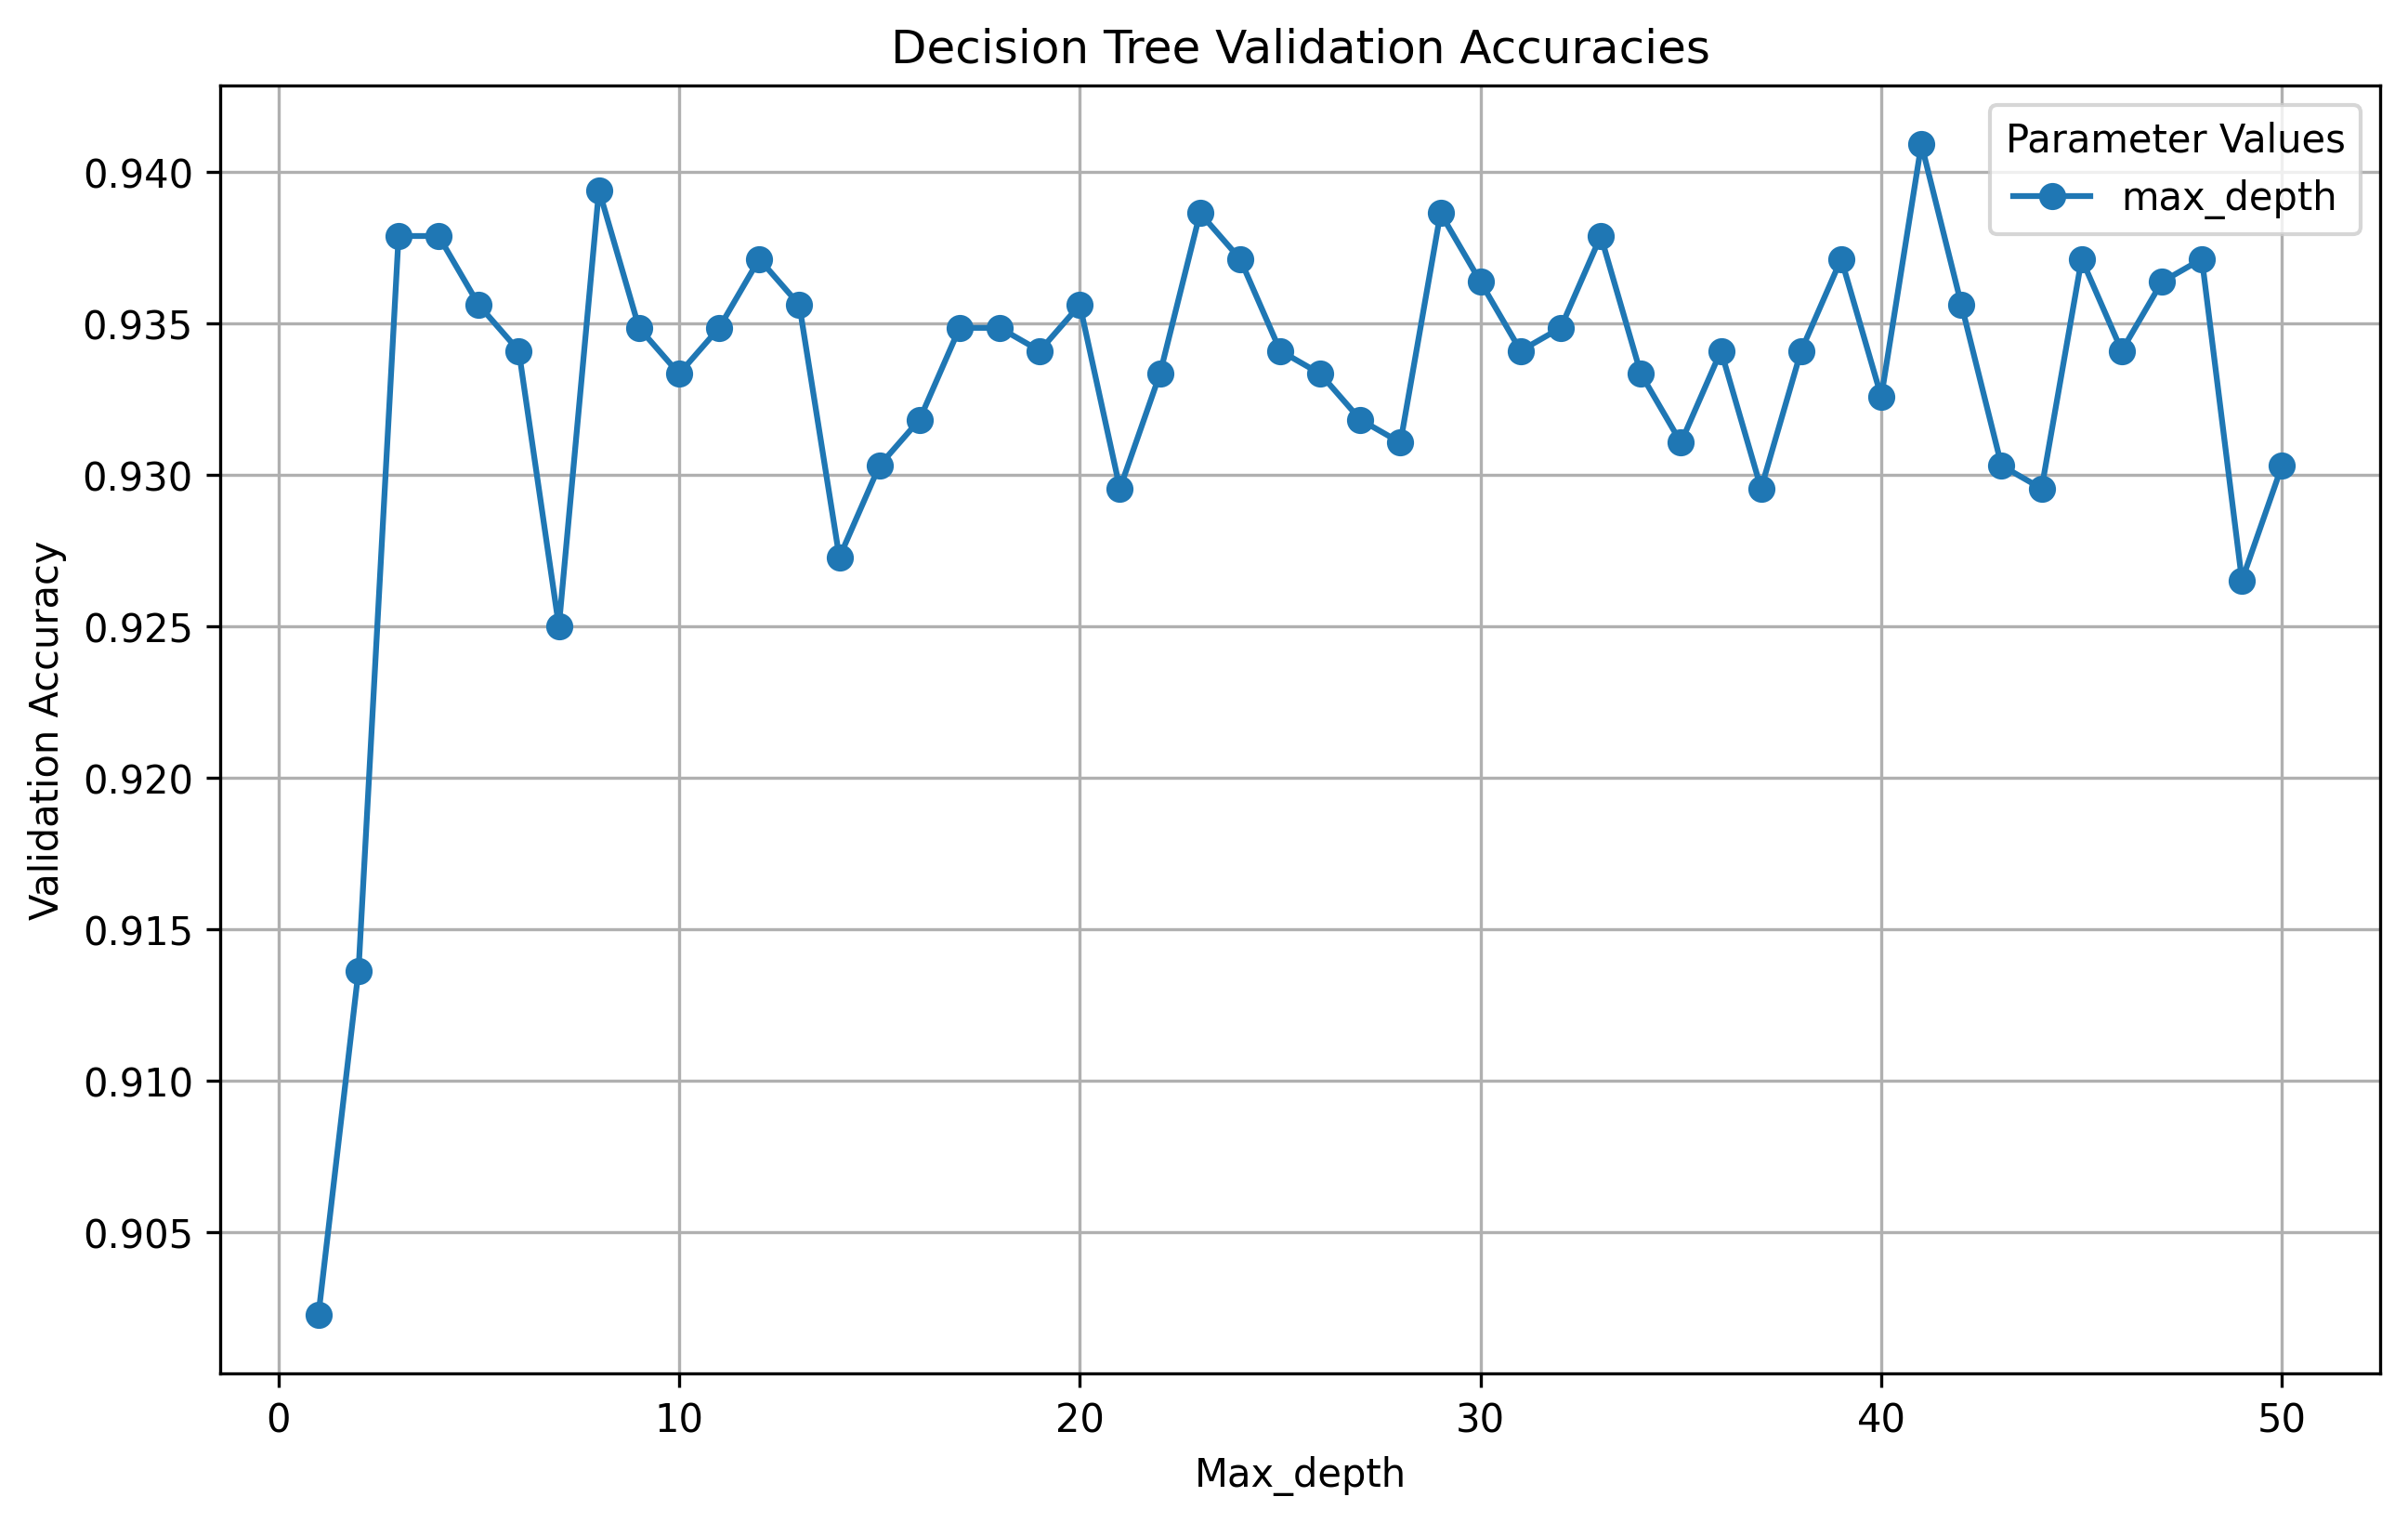 Decision Tree Validation Accuracies
Parameter Values
max_depth
0.940
0.935
0.930
0.925
0.920
0.915
0.910
0.905
Validation Accuracy
0 10 20 30 40 50
Max_depth